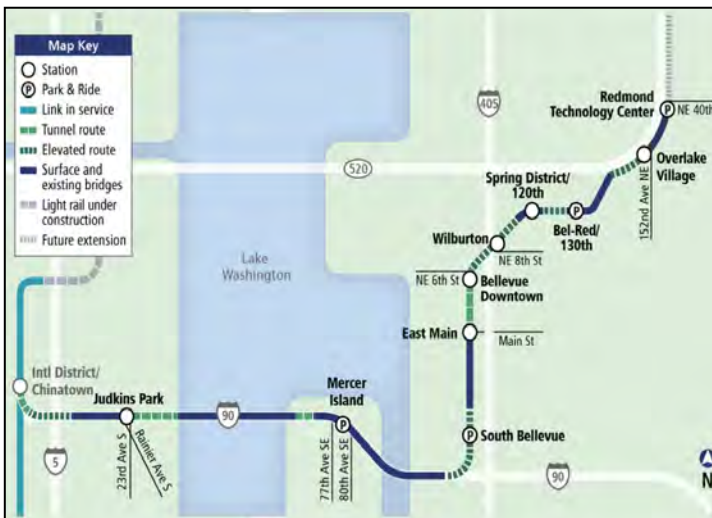 Map Key
Station
Park & Ride
P
Link in service
Tunnel route
Elevated route
Surface and
existing bridges
Light rail under
construction
Future extension
405
Redmond
Technology Center
P
NE 40th
520
Overlake
Village
152nd Ave NE
Spring District/
120th
P
Bel-Red/
130th
Wilburton
NE 8th St
Lake
Washington
NE 6th St
Bellevue
Downtown
East Main
Main St
Intl District/
Chinatown
Judkins Park
Mercer
Island
P
90
P
South Bellevue
5
23rd Ave S
Rainier Ave S
77th Ave SE
80th Ave SE
90
N